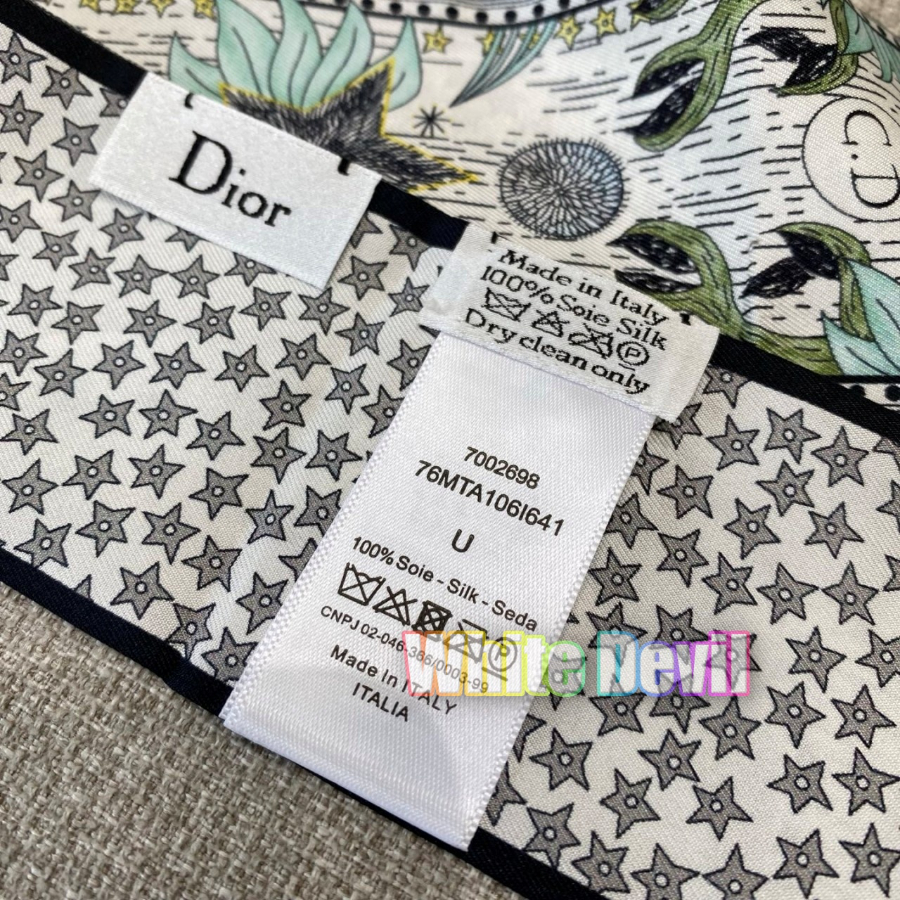 Dior
C.D
Made in Italy
100% Soie Silk
Dry clean only
7002698
76MTA106I641
U
100% Soie - Silk - Seda
CNPJ 02-046-366/0003-99
Made In ITALY
ITALIA
White Devil